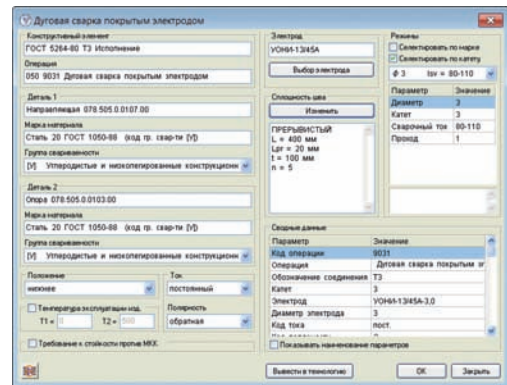 Дуговая сварка покрытым электродом
Конструктивный элемент
ГОСТ 5264-80 Т3 Исполнение
Операция
050 9031 Дуговая сварка покрытым электродом
Деталь 1
Направляющая 078.505.0.0107.00
Марка материала
Сталь 20 ГОСТ 1050-88 (код гр. свар-ти [V])
Группа свариваемости
[V] Углеродистые и низколегированные конструкционн
Деталь 2
Опора 078.505.0.0103.00
Марка материала
Сталь 20 ГОСТ 1050-88 (код гр. свар-ти [V])
Группа свариваемости
[V] Углеродистые и низколегированные конструкционн
Положение
нижнее
Ток
постоянный
Температура эксплуатации изд.
T1 = 0 T2 = 500
Полярность
обратная
Требование к стойкости против МКК
Электрод
УОНИ-13/45А
Выбор электрода
Сплошность шва
Изменить
ПРЕРЫВИСТЫЙ
L = 400 мм
Lpr = 20 мм
t = 100 мм
n = 5
Режимы
Селектировать по марке
Селектировать по катету
ф 3 Isv = 80-110
Параметр Значение
Диаметр 3
Катет 3
Сварочный ток 80-110
Проход 1
Сводные данные
Параметр Значение
Код операции 9031
Операция Дуговая сварка покрытым эл
Обозначение соединения Т3
Катет 3
Электрод УОНИ-13/45А-3,0
Диаметр электрода 3
Код тока пост.
Показывать наименование параметров
Вывести в технологию
OK
Закрыть